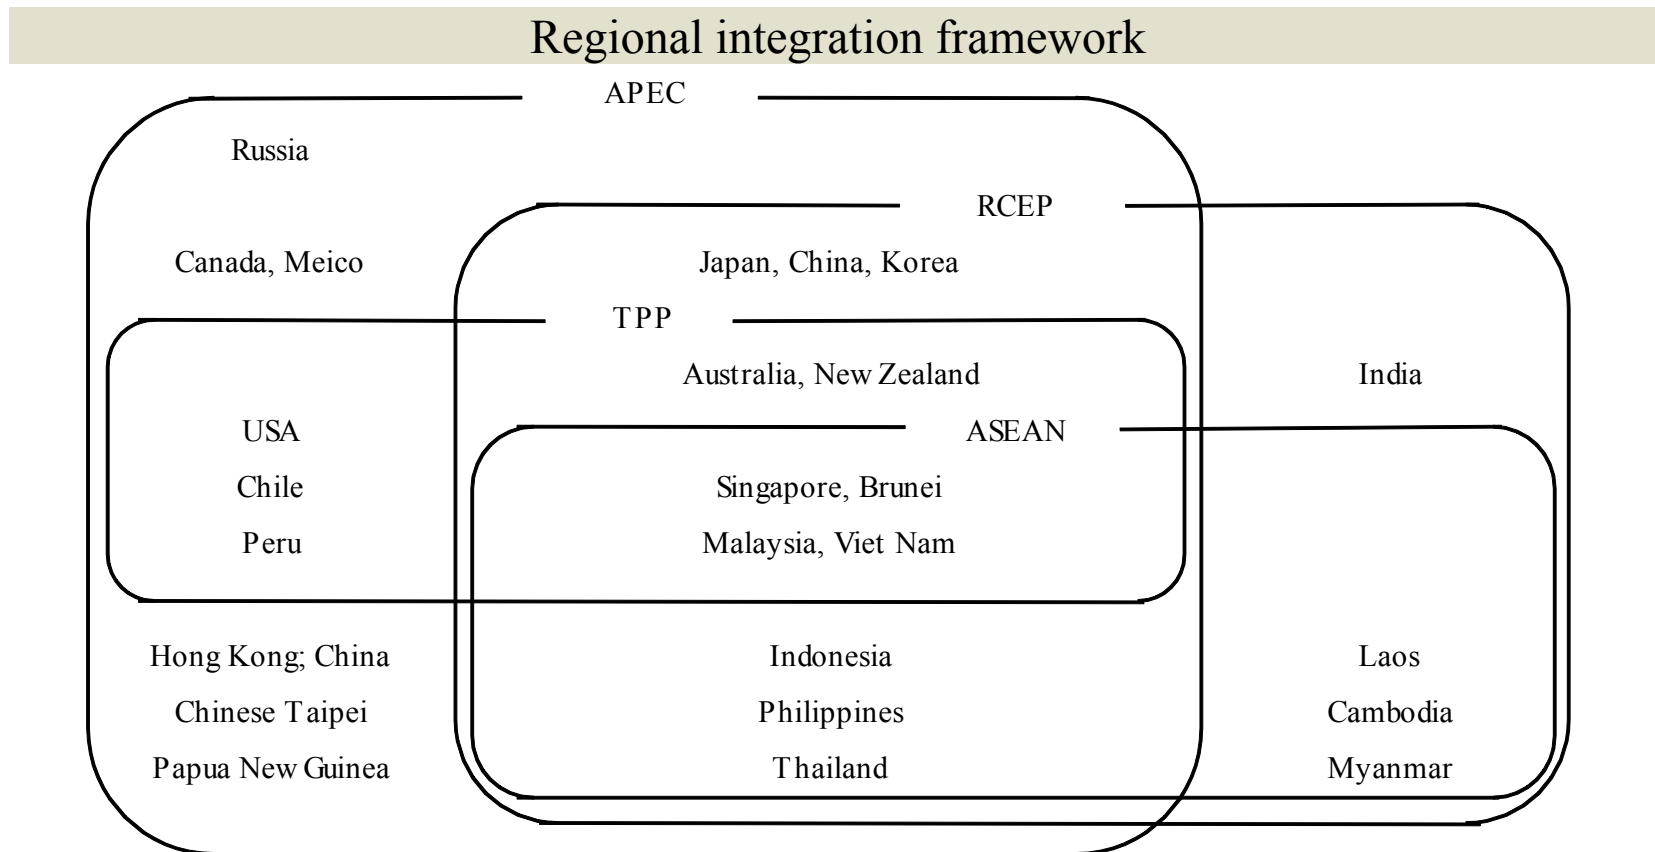 Regional integration framework
APEC
Russia
RCEP
Canada, Meico
Japan, China, Korea
TPP
Australia, New Zealand
India
USA
ASEAN
Chile
Singapore, Brunei
Peru
Malaysia, Viet Nam
Hong Kong; China
Indonesia
Laos
Chinese Taipei
Philippines
Cambodia
Papua New Guinea
Thailand
Myanmar